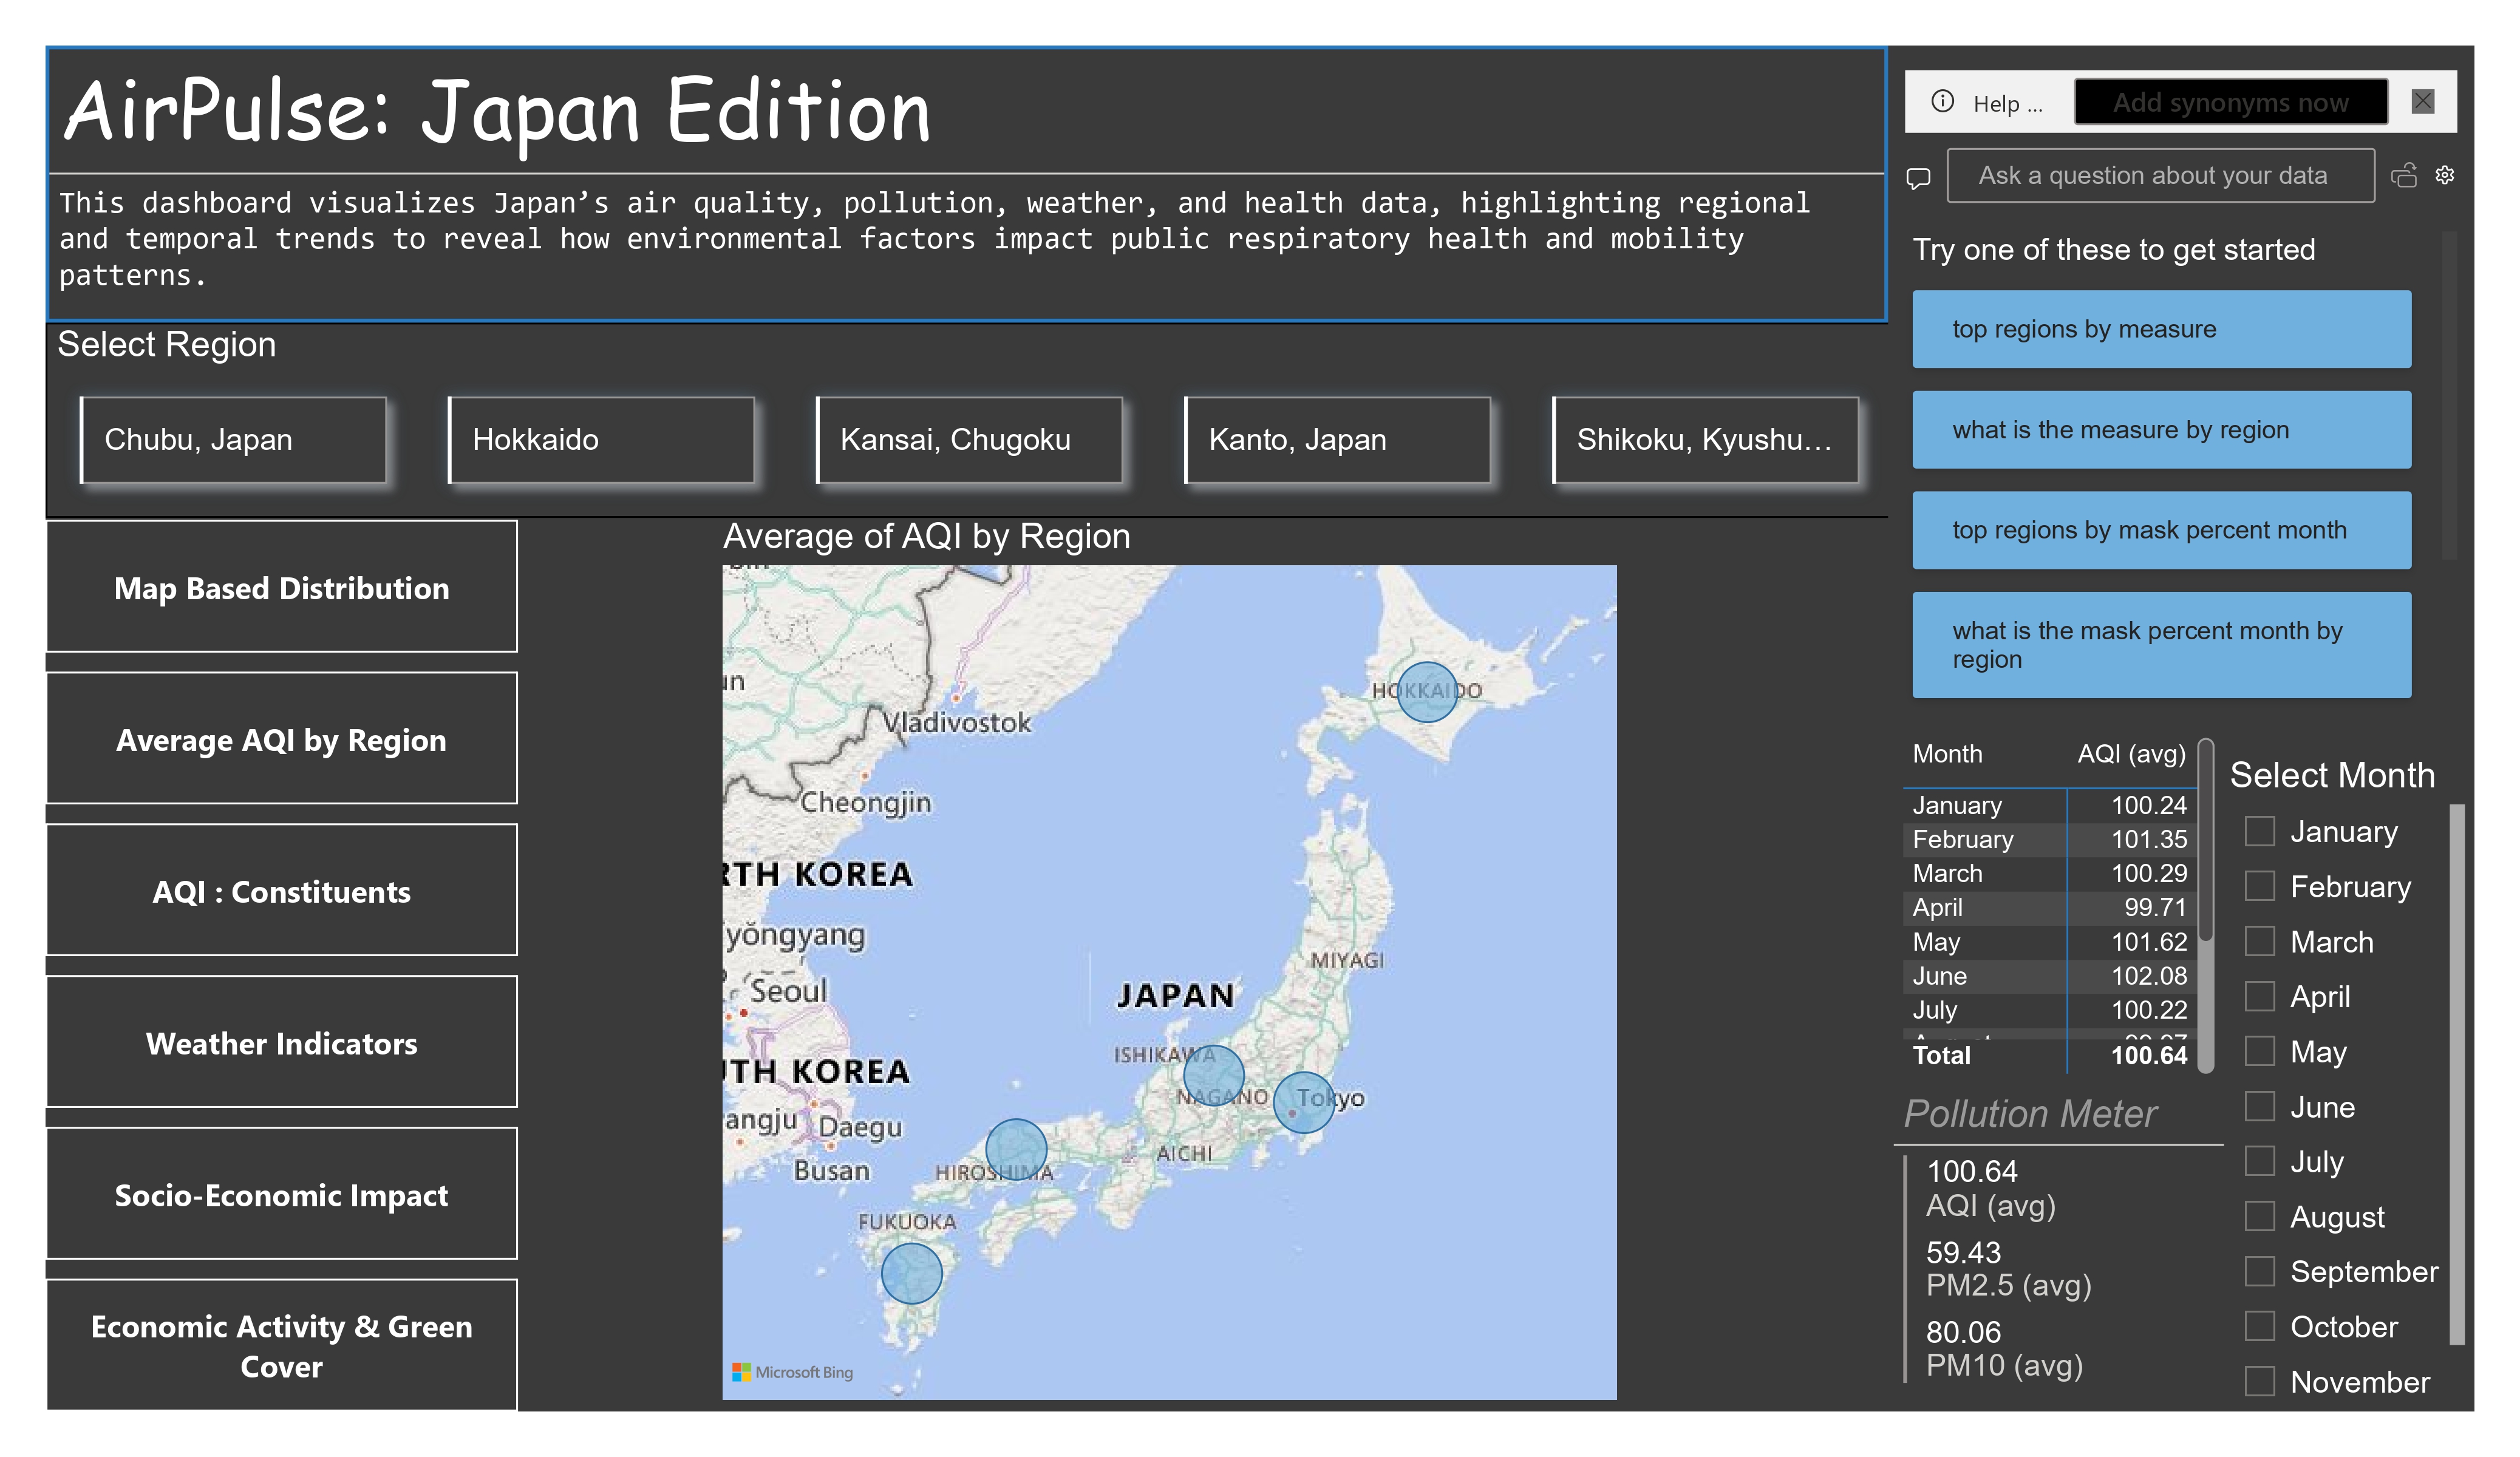 AirPulse: Japan Edition
This dashboard visualizes Japan’s air quality, pollution, weather, and health data, highlighting regional
and temporal trends to reveal how environmental factors impact public respiratory health and mobility
patterns.
Select Region
Chubu, Japan
Hokkaido
Kansai, Chugoku
Kanto, Japan
Shikoku, Kyushu…
Map Based Distribution
Average AQI by Region
AQI : Constituents
Weather Indicators
Socio-Economic Impact
Economic Activity & Green
Cover
Average of AQI by Region
HOKKAIDO
Vladivostok
Cheongjin
RTH KOREA
yŏngyang
MIYAGI
Seoul
JAPAN
ISHIKAWA
UTH KOREA
NAGANO
Tokyo
angju
Daegu
AICHI
Busan
HIROSHIMA
FUKUOKA
Microsoft Bing
Help ...
Add synonyms now
Ask a question about your data
Try one of these to get started
top regions by measure
what is the measure by region
top regions by mask percent month
what is the mask percent month by
region
Month AQI (avg)
January 100.24
February 101.35
March 100.29
April 99.71
May 101.62
June 102.08
July 100.22
Total 100.64
Pollution Meter
100.64
AQI (avg)
59.43
PM2.5 (avg)
80.06
PM10 (avg)
Select Month
January
February
March
April
May
June
July
August
September
October
November